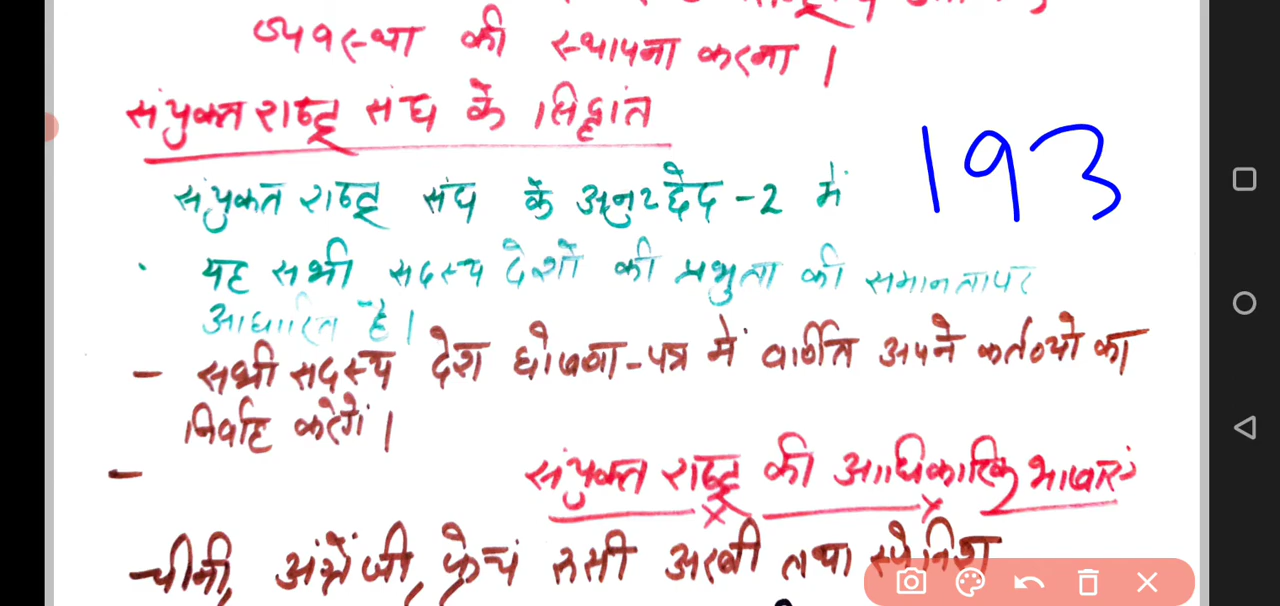 व्यवस्था की स्थापना करना।
संयुक्त राष्ट्र संघ के सिद्धांत
193
संयुक्त राष्ट्र संघ के अनुच्छेद-2 में
· यह सभी सदस्य देशों की प्रभुता की समानता पर
आधारित है।
- सभी सदस्य देश घोषणा-पत्र में वर्णित अपने कर्तव्यों का
निर्वाह करेगें।
-
संयुक्त राष्ट्र की आधिकारिक भाषाएं
चीनी, अंग्रेजी, फ्रेन्च रुसी अरबी तथा स्पेनिश